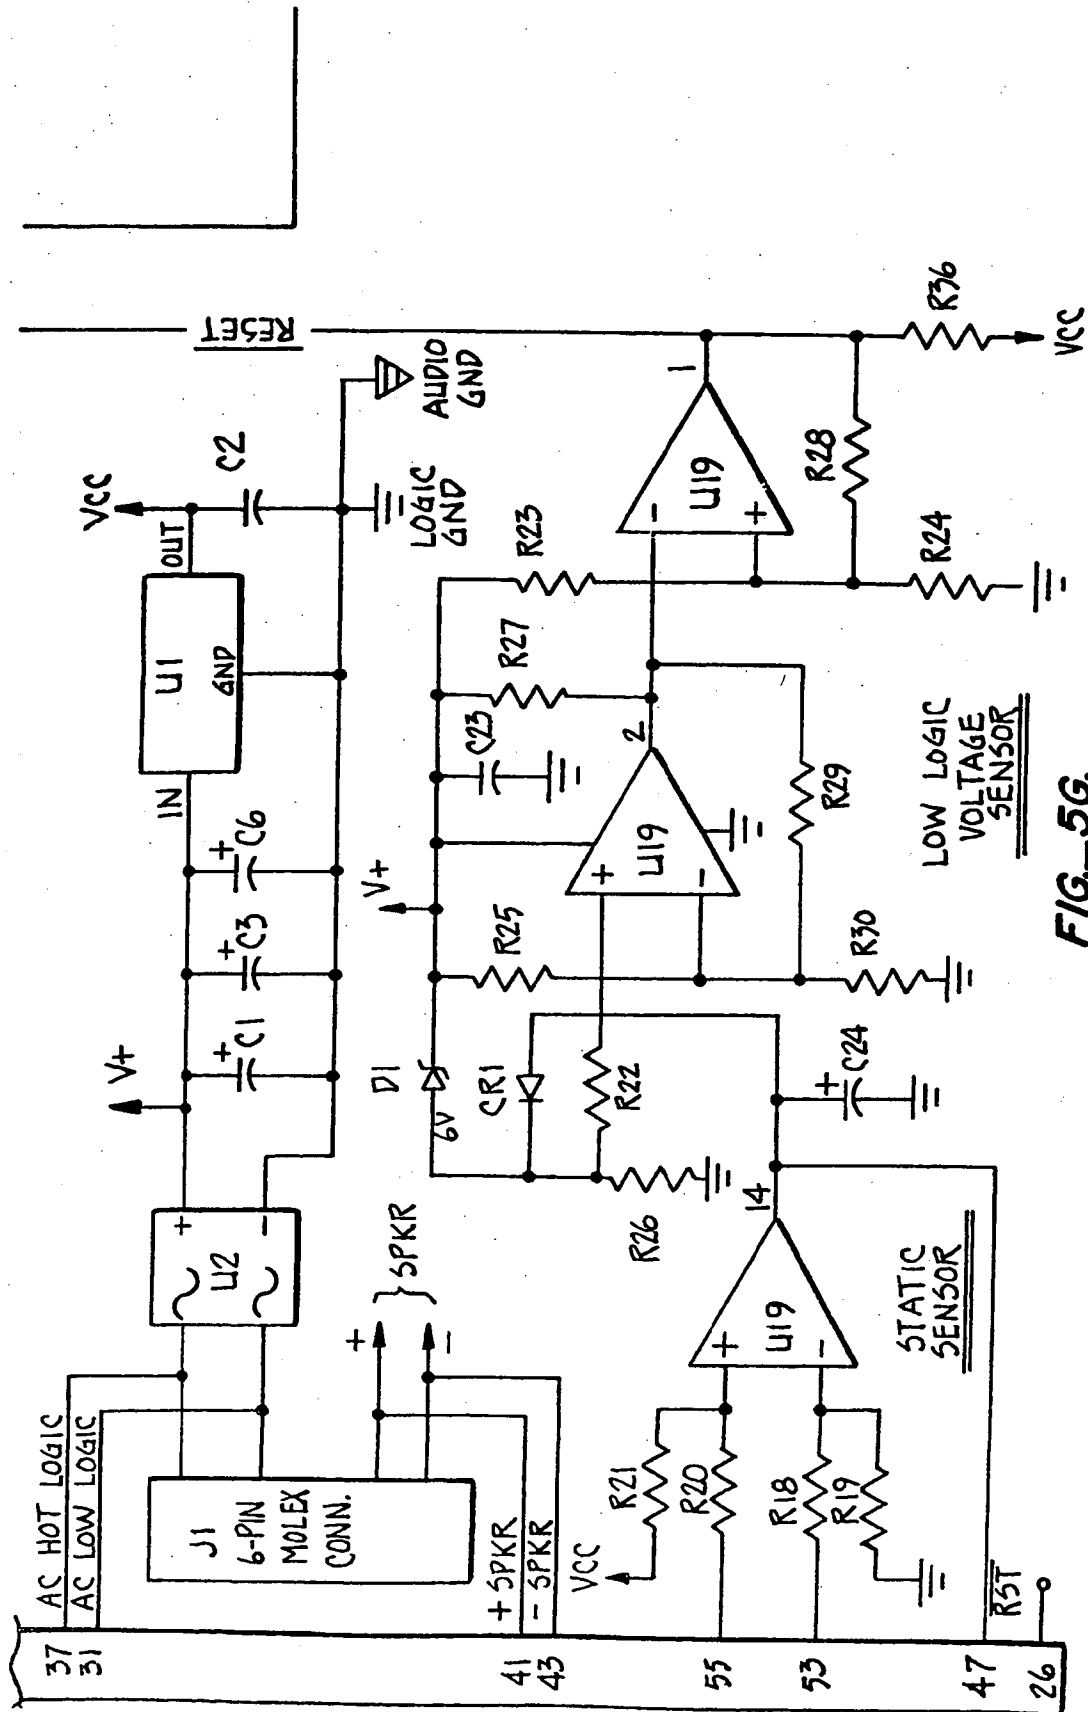 37
31
41
43
55
53
47
26
AC HOT LOGIC
AC LOW LOGIC
+ SPKR
- SPKR
RST
J1
6-PIN
MOLEX
CONN.
+
-
SPKR
U2
+
-
V+
+
C1
+
C3
+
C6
IN
U1
GND
OUT
VCC
C2
LOGIC
GND
AUDIO
GND
RESET
VCC
R21
R20
R18
R19
+
-
U19
14
STATIC
SENSOR
+
C24
D1
6V
CR1
R22
R26
V+
R25
R30
+
-
U19
2
C23
R27
R29
R23
-
+
U19
1
R28
R24
R36
VCC
LOW LOGIC
VOLTAGE
SENSOR
FIG._5G.